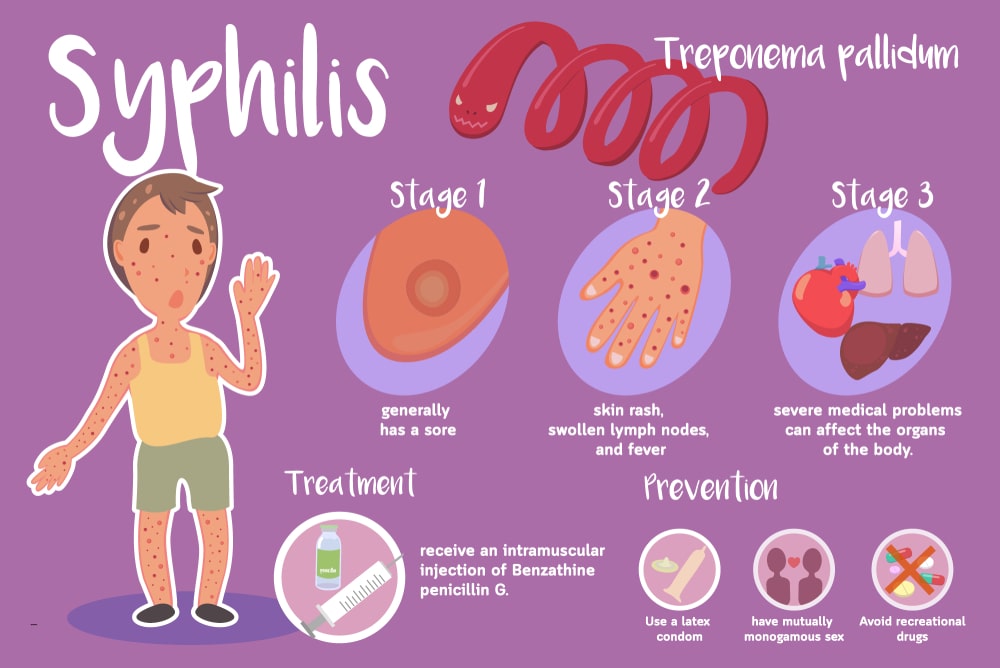 Syphilis
Treponema pallidum
Stage 1
Stage 2
Stage 3
generally
has a sore
skin rash,
swollen lymph nodes,
and fever
severe medical problems
can affect the organs
of the body.
Treatment
receive an intramuscular
injection of Benzathine
penicillin G.
Prevention
Use a latex
condom
have mutually
monogamous sex
Avoid recreational
drugs